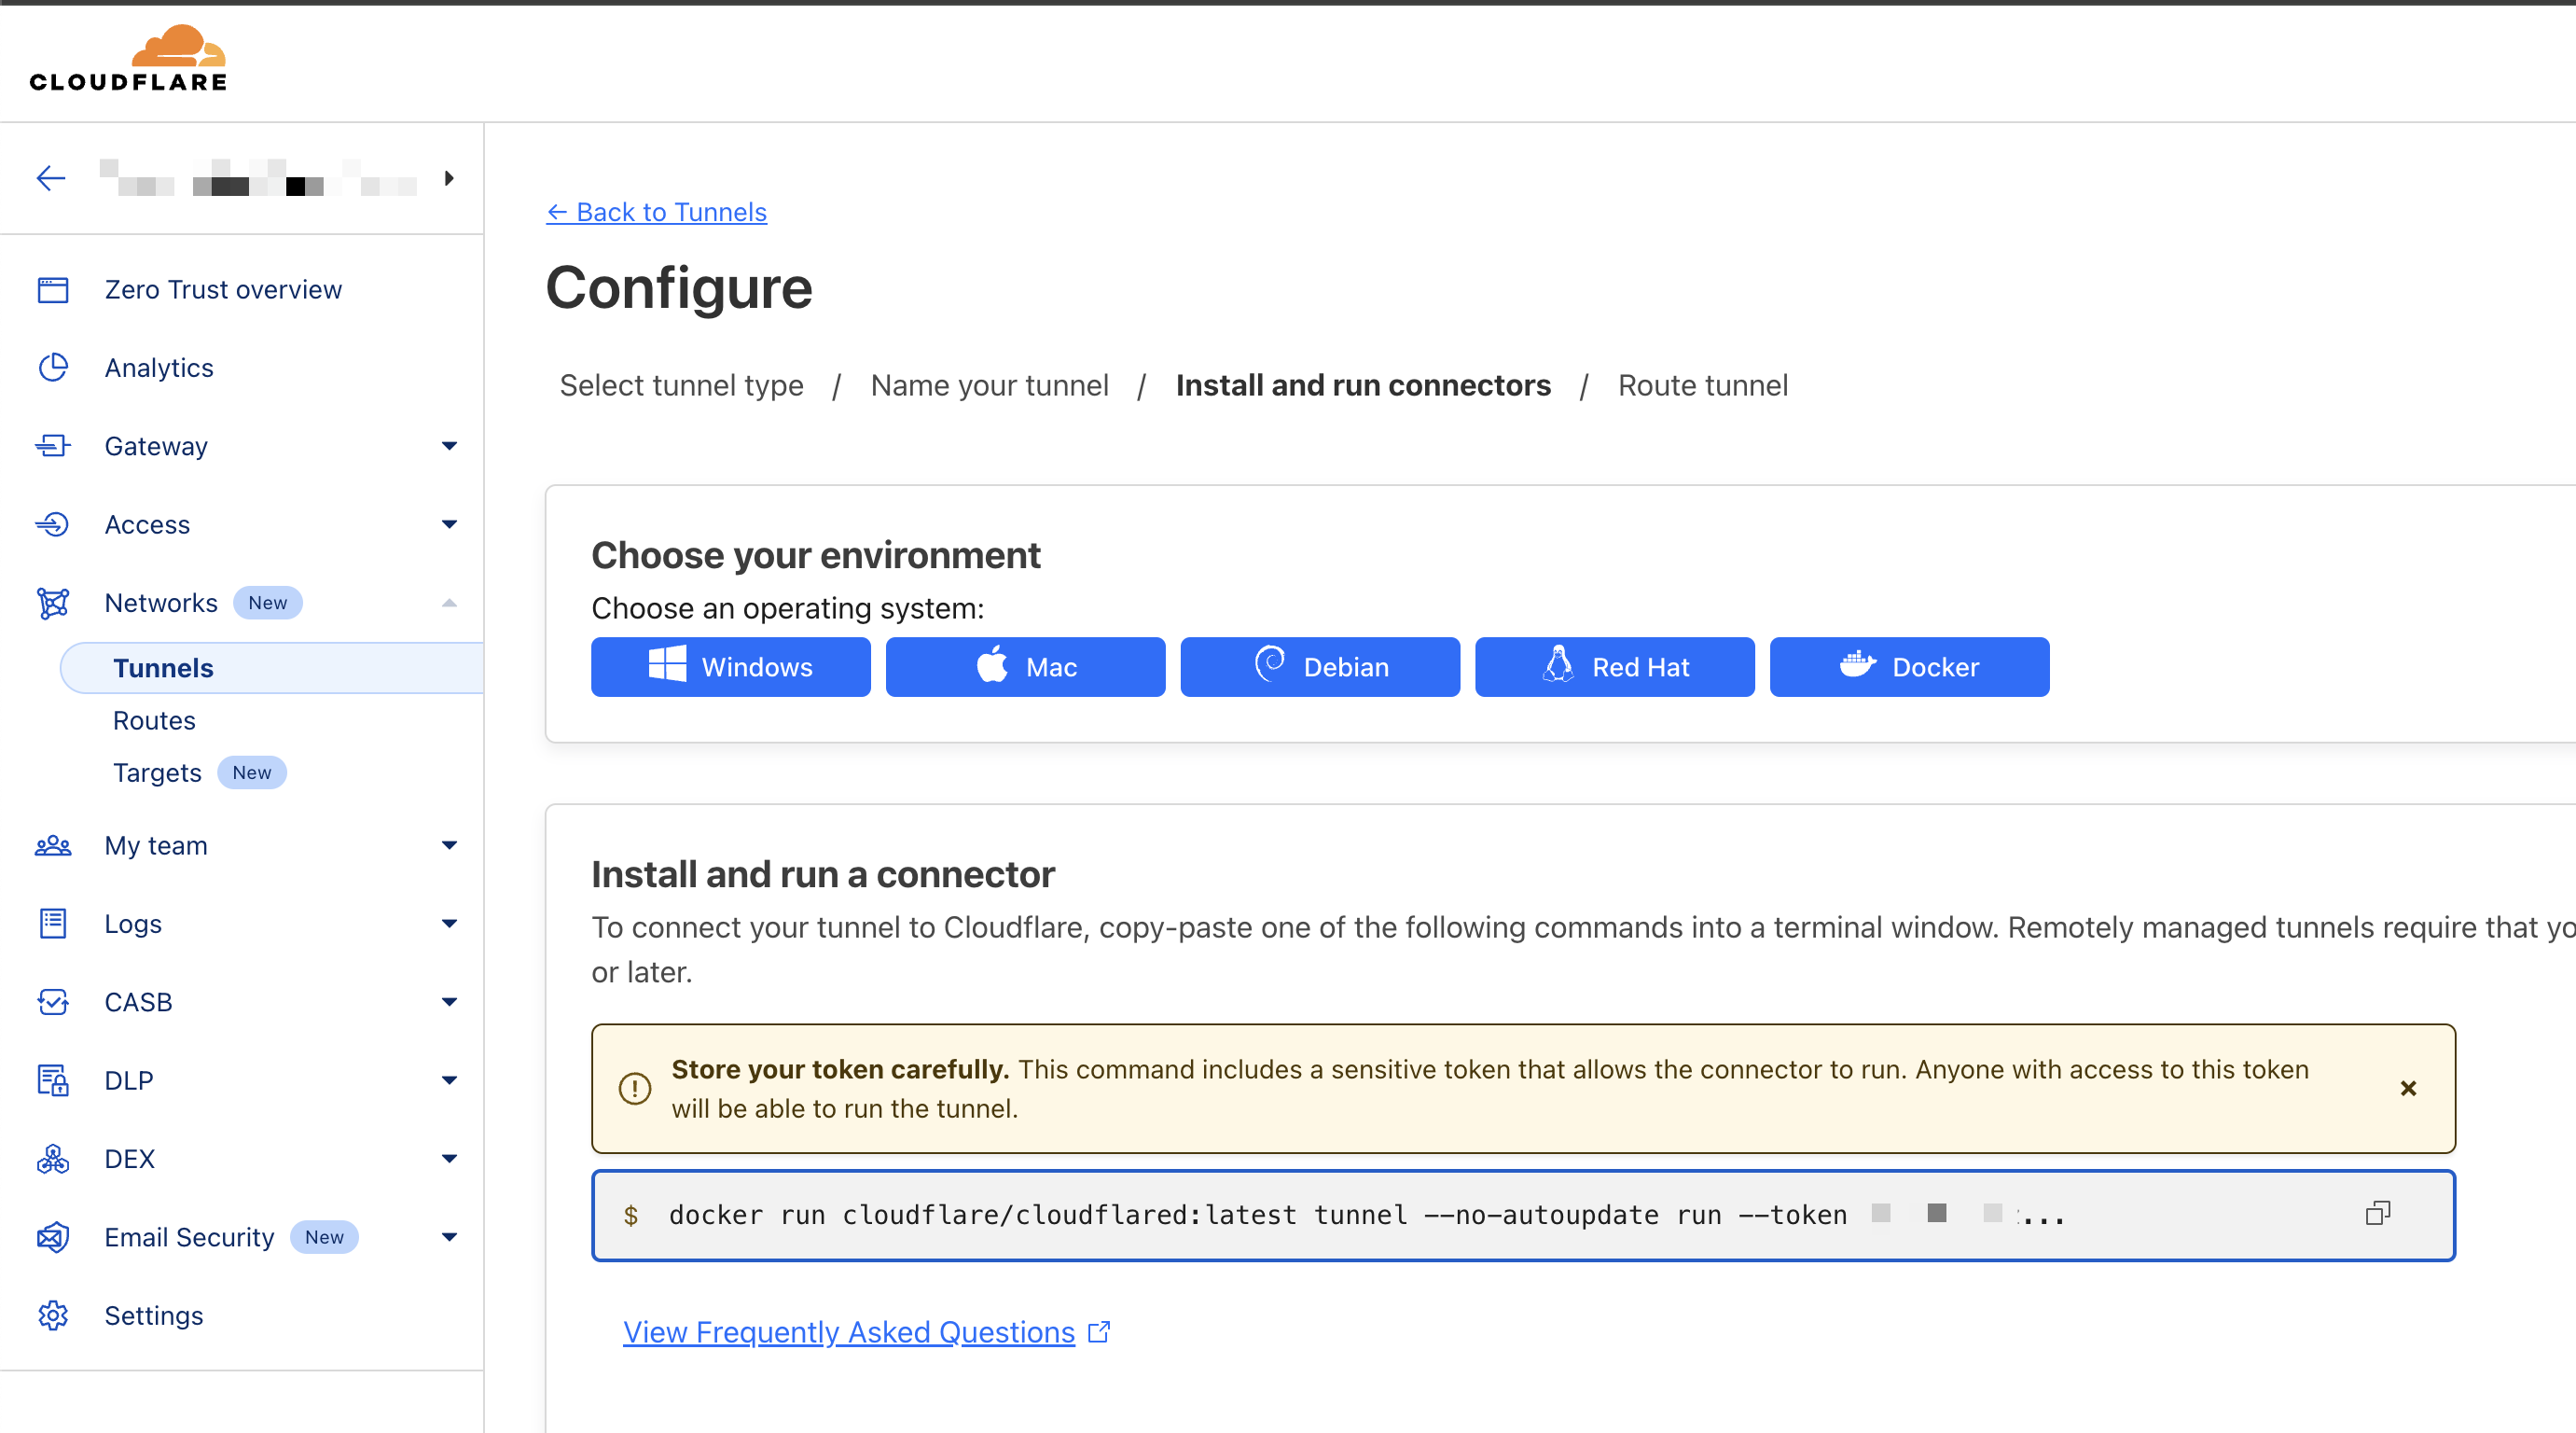 CLOUDFLARE
← Back to Tunnels
Configure
Select tunnel type / Name your tunnel / Install and run connectors / Route tunnel
Zero Trust overview
Analytics
Gateway
Access
Networks New
Tunnels
Routes
Targets New
My team
Logs
CASB
DLP
DEX
Email Security New
Settings
Choose your environment
Choose an operating system:
Windows
Mac
Debian
Red Hat
Docker
Install and run a connector
To connect your tunnel to Cloudflare, copy-paste one of the following commands into a terminal window. Remotely managed tunnels require that
or later.
Store your token carefully. This command includes a sensitive token that allows the connector to run. Anyone with access to this token
will be able to run the tunnel.
$ docker run cloudflare/cloudflared:latest tunnel --no-autoupdate run --token ...
View Frequently Asked Questions